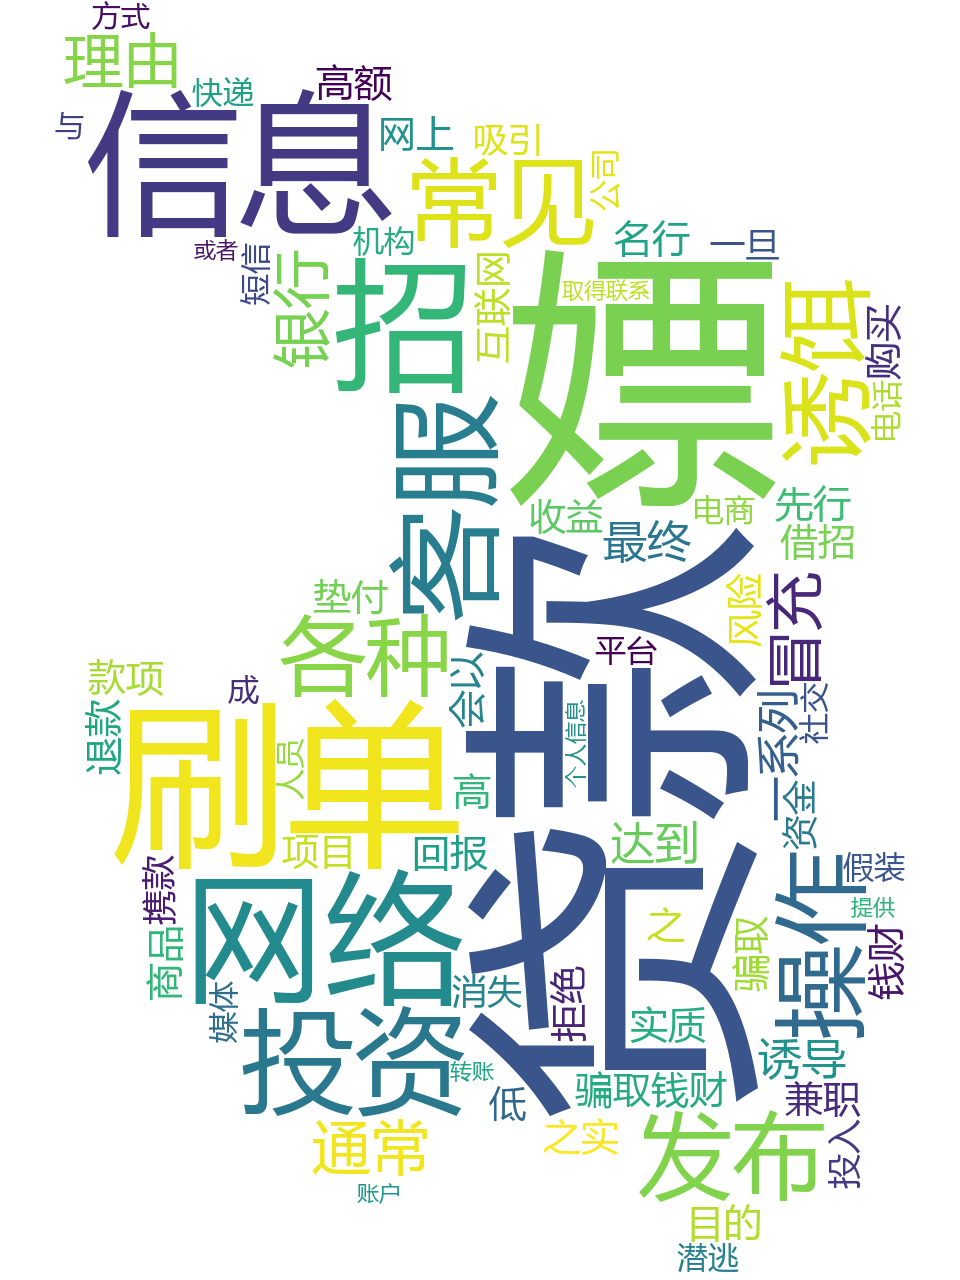 方式
理由
快递
高额
与
信息
网上
吸引
公司
常见
或者
短信
机构
名行
一旦
银行
招
互联网
取得联系
嫖
诱饵
购买
电话
客服
收益
电商
先行
借招
最终
垫付
各种
风险
冒充
平台
款项
成
会以
贷款
个人信息
社交
一系列
退款
刷单
人员
高
资金
项目
回报
达到
假装
携款
网络
之
骗取
操作
提供
钱财
商品
媒体
消失
拒绝
实质
诱导
投资
转账
低
骗取钱财
兼职
通常
之实
发布
投入
账户
目的
潜逃